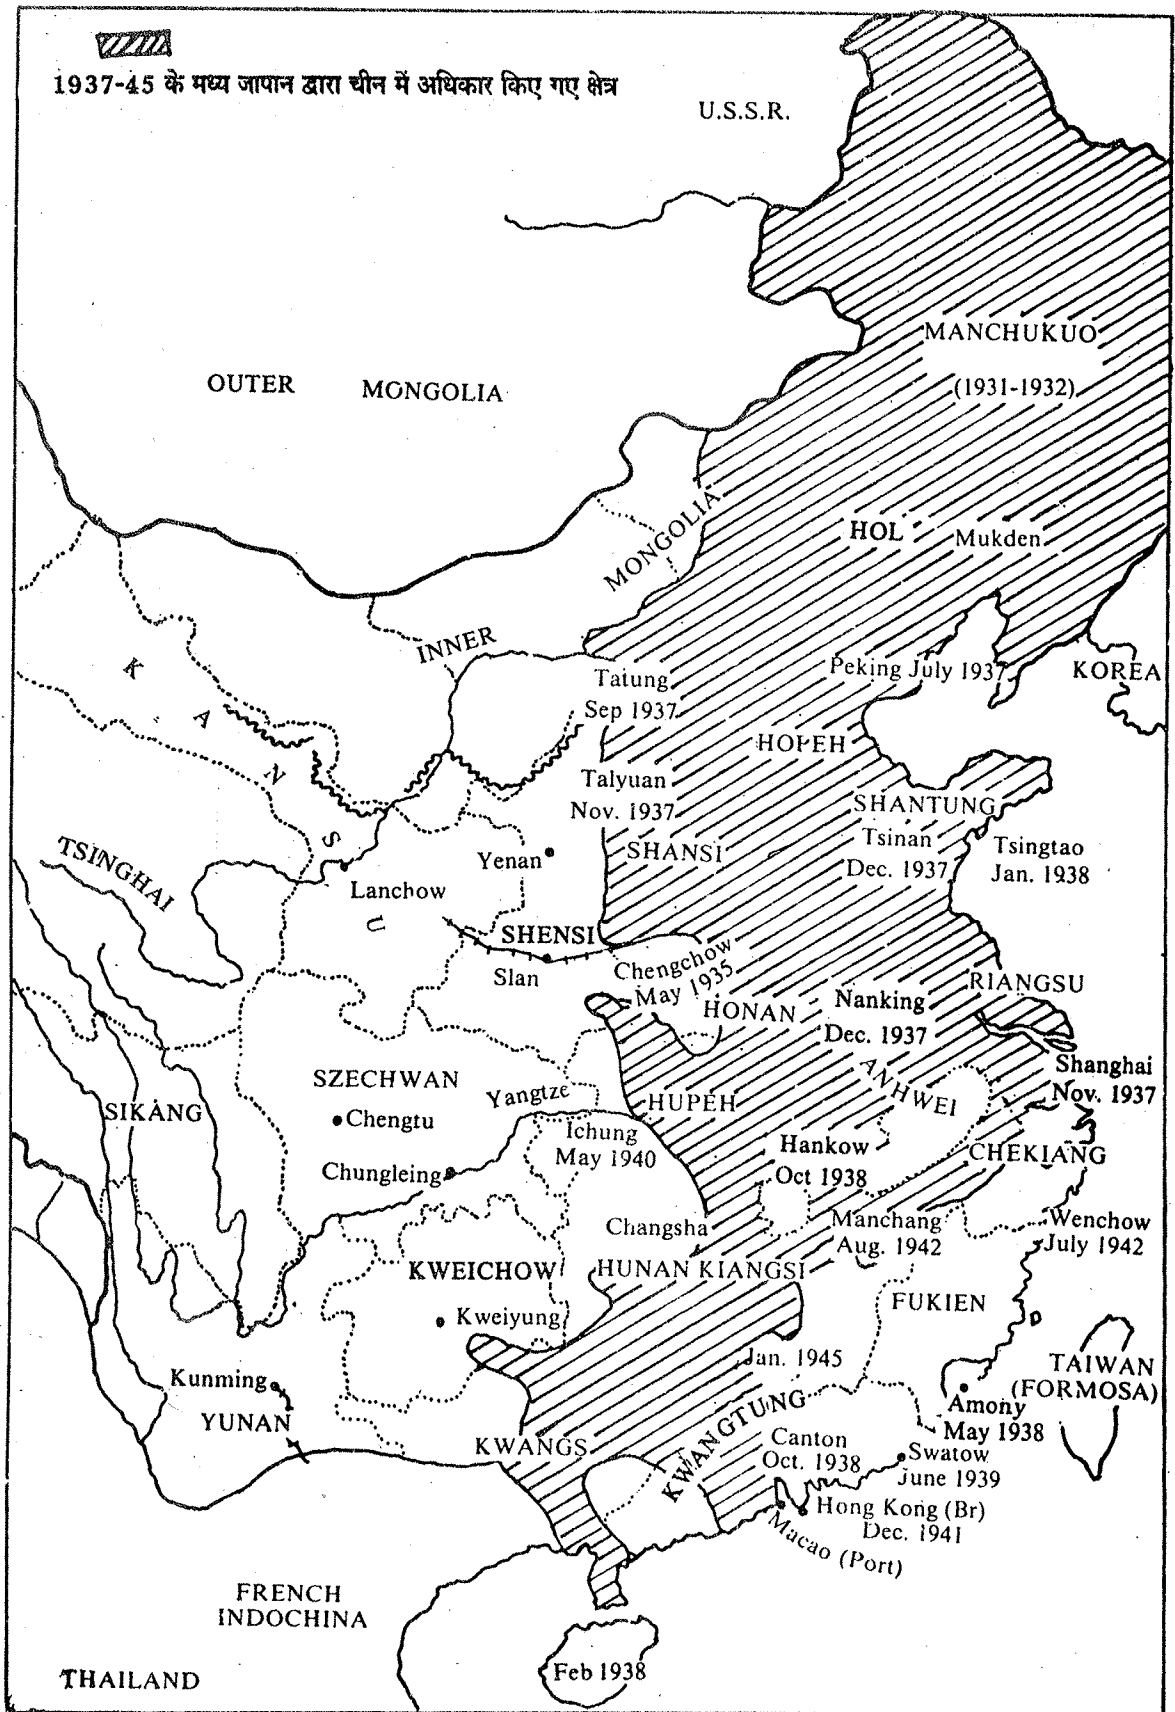 1937-45 के मध्य जापान द्वारा चीन में अधिकार किए गए क्षेत्र
U.S.S.R.
MANCHUKUO
(1931-1932)
OUTER MONGOLIA
MONGOLIA
HOL
Mukden
INNER
Peking July 1937
KOREA
Tatung
Sep 1937
HOPEH
KANSU
Talyuan
Nov. 1937
SHANTUNG
Tsinan
Dec. 1937
Tsingtao
Jan. 1938
SHANSI
Yenan
TSINGHAI
Lanchow
SHENSI
Slan
Chengchow
May 1935
HONAN
Nanking
Dec. 1937
RIANGSU
Shanghai
Nov. 1937
ANHWEI
SZECHWAN
Yangtze
HUPEH
SIKANG
Chengtu
Ichung
May 1940
Hankow
Oct 1938
CHEKIANG
Chungleing
Changsha
Manchang
Aug. 1942
Wenchow
July 1942
KWEICHOW
HUNAN KIANGSI
FUKIEN
Kweiyung
Jan. 1945
TAIWAN
(FORMOSA)
Kunming
YUNAN
Amony
May 1938
KWANGS
KWANGTUNG
Canton
Oct. 1938
Swatow
June 1939
Hong Kong (Br)
Dec. 1941
Macao (Port)
FRENCH
INDOCHINA
THAILAND
Feb 1938